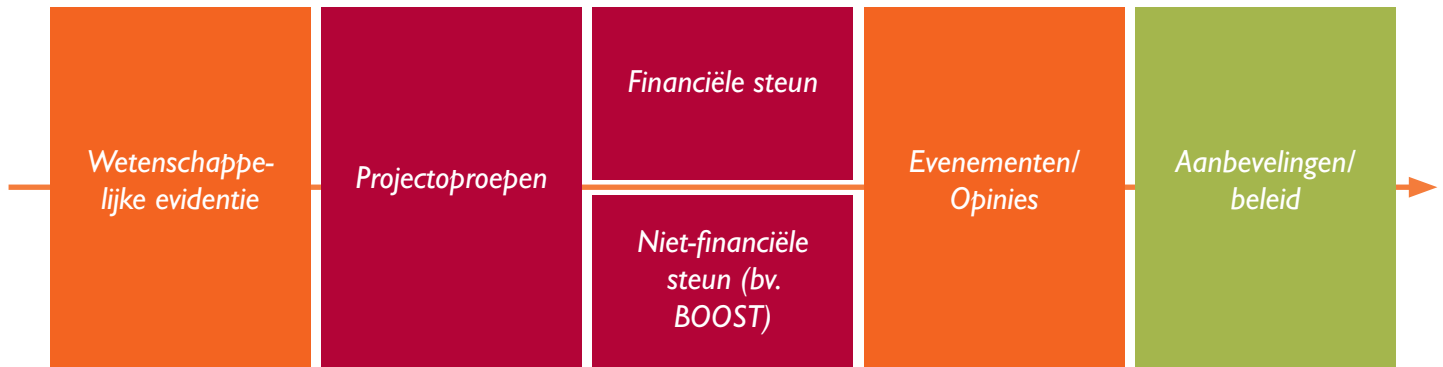 Wetenschappe-
lijke evidentie
Projectoproepen
Financiële steun
Niet-financiële
steun (bv.
BOOST)
Evenementen/
Opinies
Aanbevelingen/
beleid